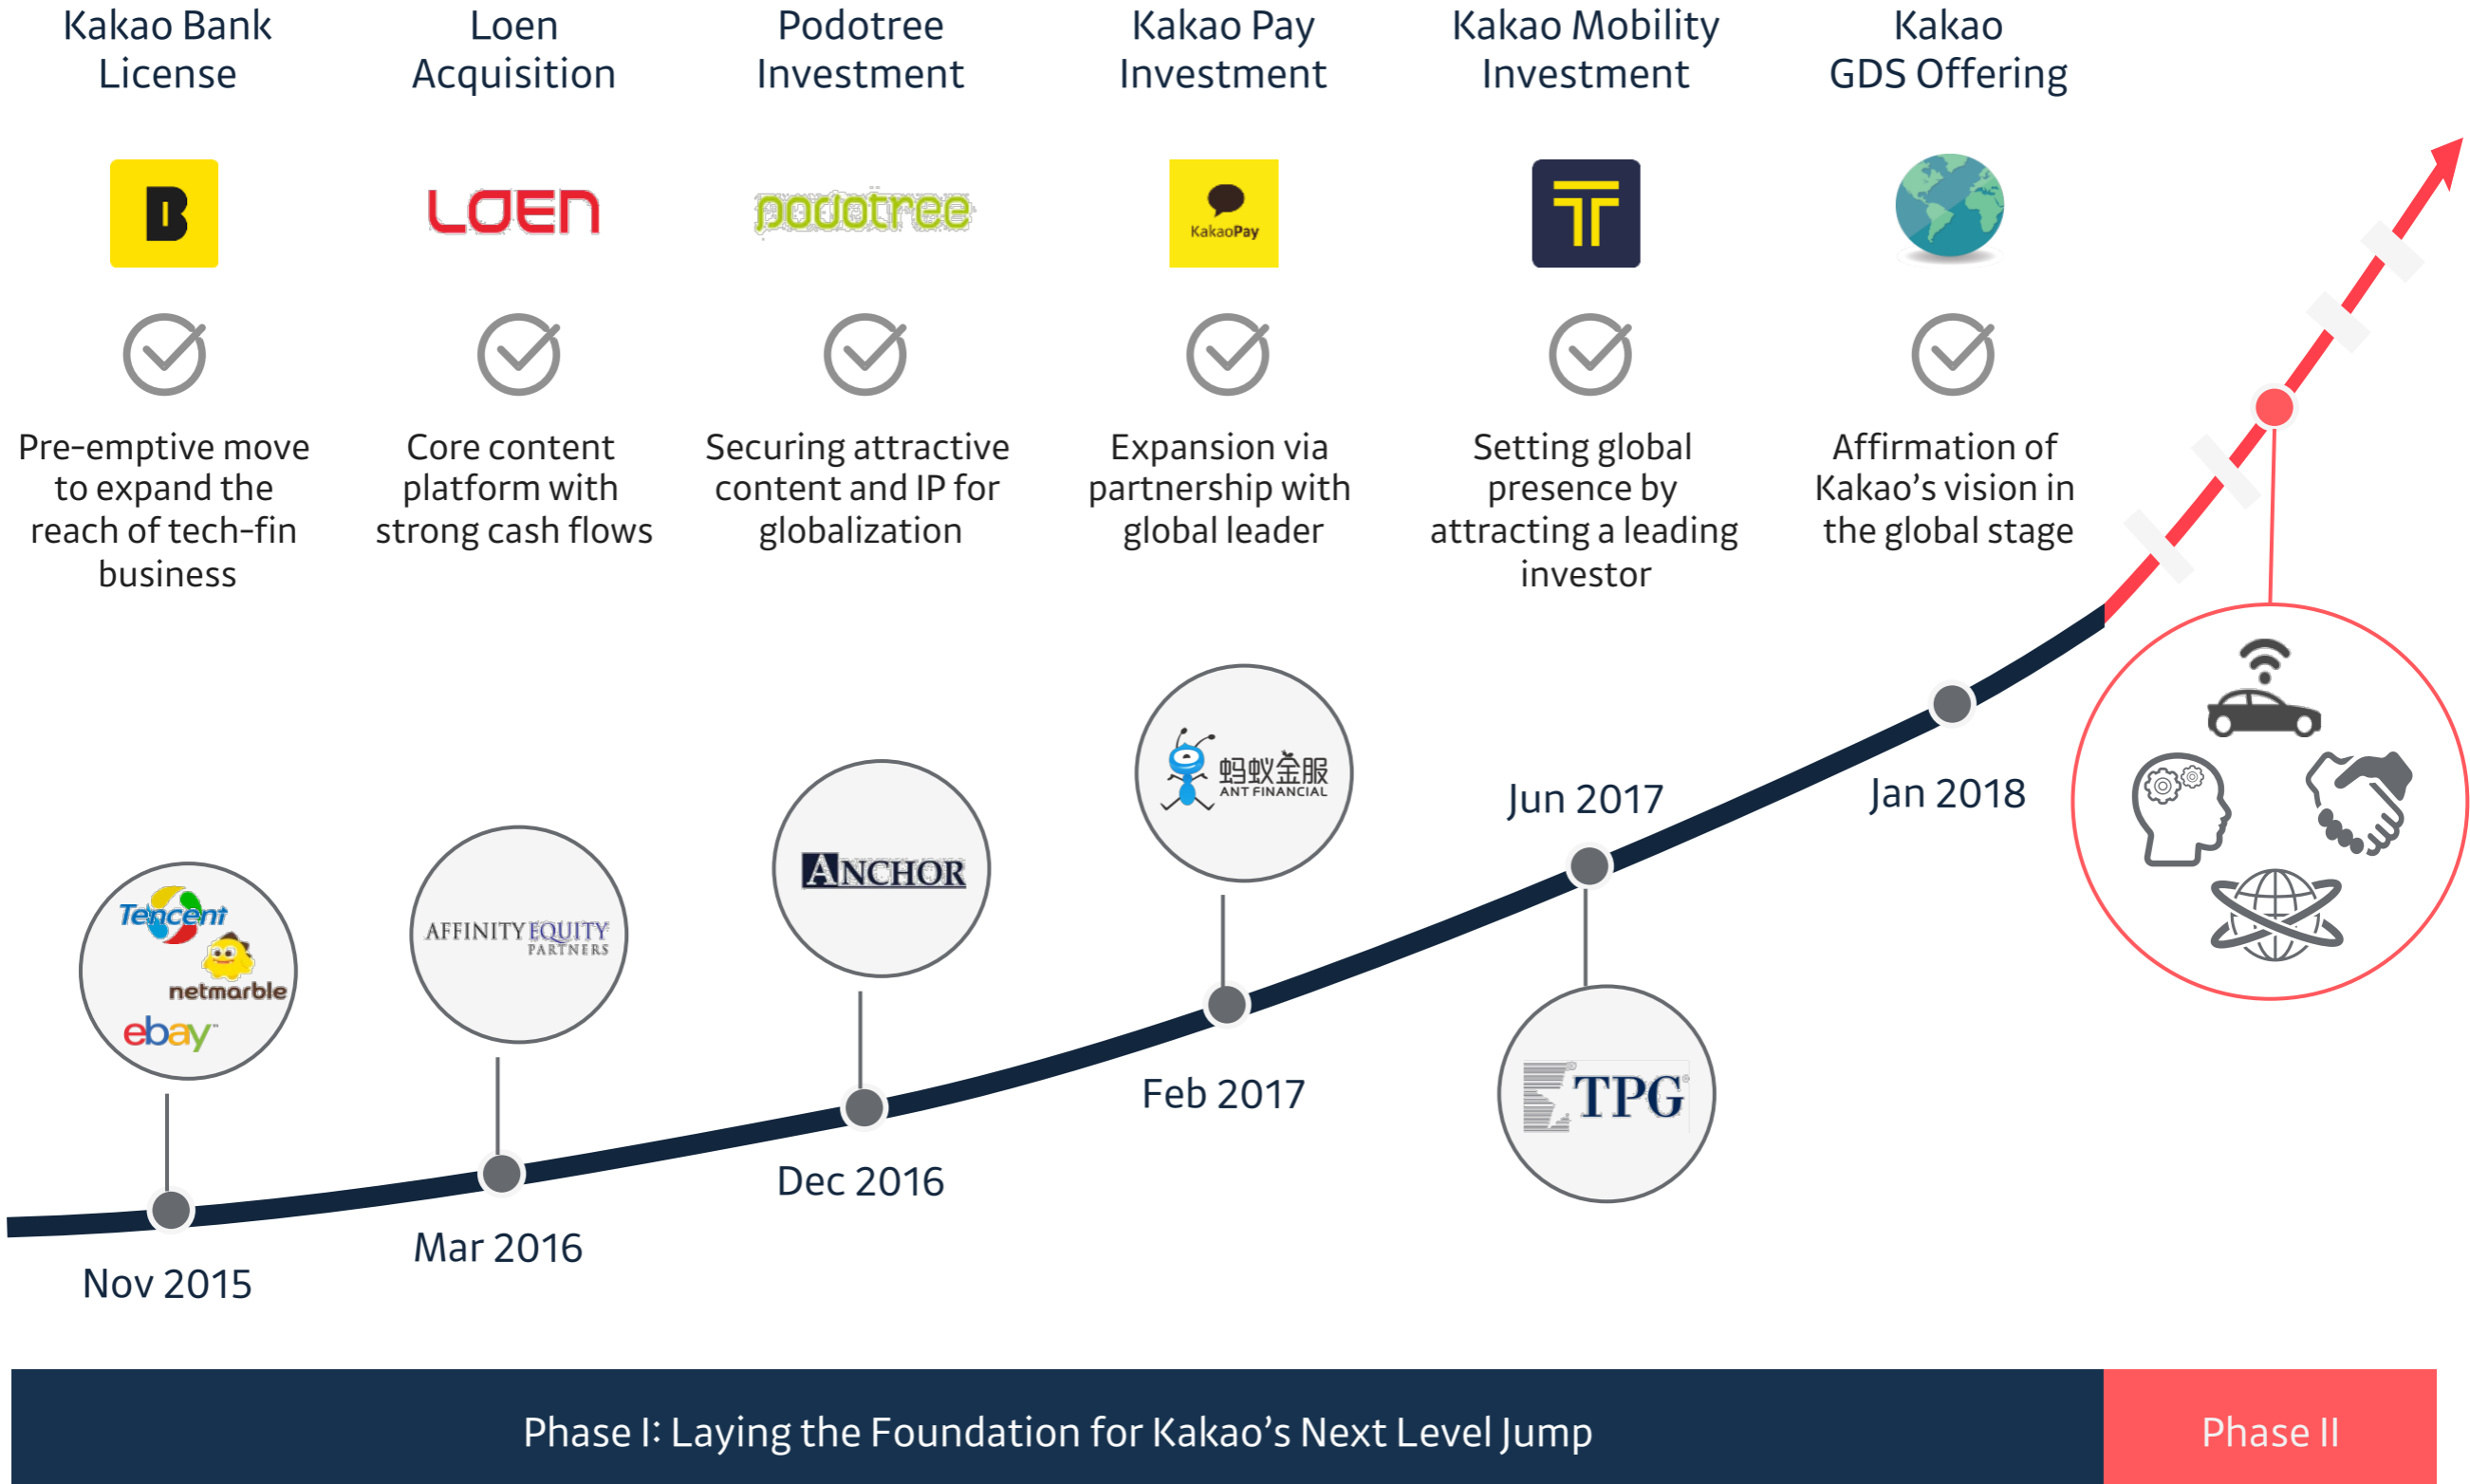 Kakao Bank
License
Loen
Acquisition
Podotree
Investment
Kakao Pay
Investment
Kakao Mobility
Investment
Kakao
GDS Offering
B
LOEN
podotree
KakaoPay
T
Pre-emptive move
to expand the
reach of tech-fin
business
Core content
platform with
strong cash flows
Securing attractive
content and IP for
globalization
Expansion via
partnership with
global leader
Setting global
presence by
attracting a leading
investor
Affirmation of
Kakao's vision in
the global stage
Tencent
netmarble
ebay™
AFFINITY EQUITY
PARTNERS
ANCHOR
蚂蚁金服
ANT FINANCIAL
TPG
Nov 2015
Mar 2016
Dec 2016
Feb 2017
Jun 2017
Jan 2018
Phase I: Laying the Foundation for Kakao's Next Level Jump
Phase II